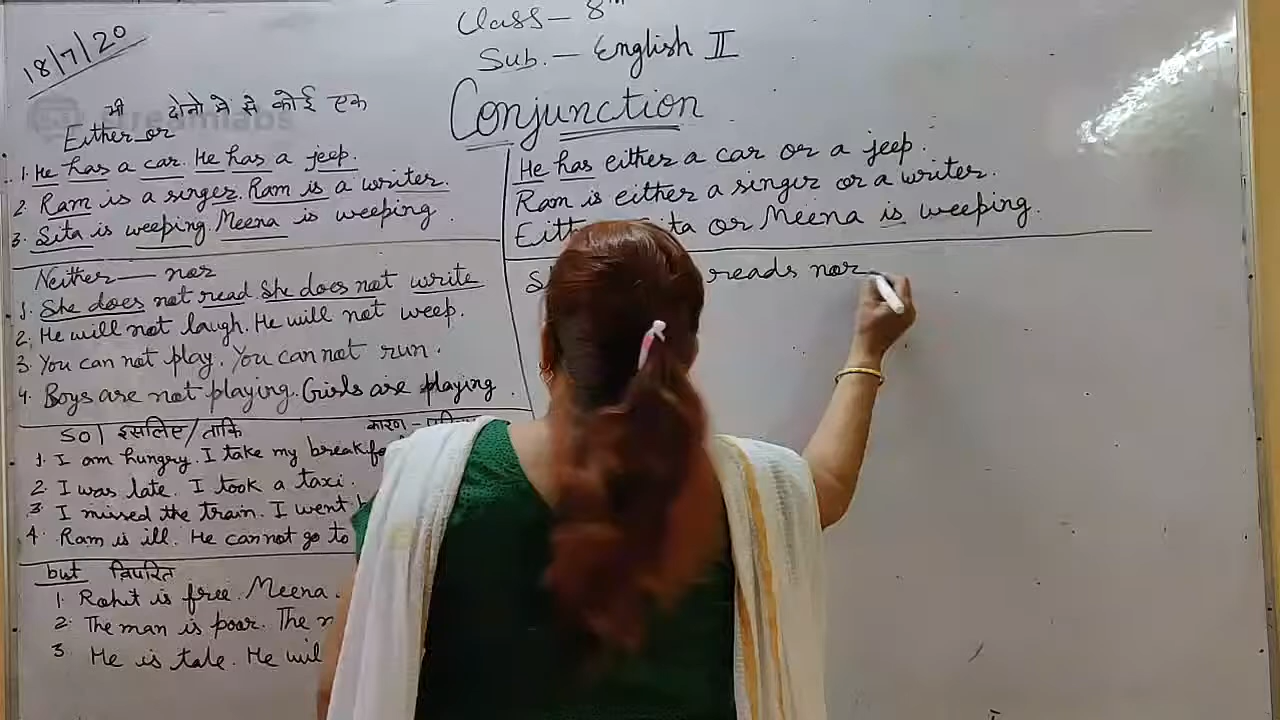 18/7/20
Class - 8th
Sub. - English II
Conjunction
भी दोनो मे से कोई एक
Either or
1. He has a car. He has a jeep.
2. Ram is a singer. Ram is a writer.
3. Sita is weeping. Meena is weeping.
He has either a car or a jeep.
Ram is either a singer or a writer.
or Meena is weeping.
Neither — nor
1. She does not read. She does not write
2. He will not laugh. He will not weep.
3. You can not play. You can not run.
4. Boys are not playing. Girls are playing.
reads nor
so | इसलिए/ताकि कारण -
1. I am hungry. I take my
2. I was late. I took a taxi.
3 I missed the train. I went
4. Ram is ill. He cannot go to
but विपरित
1. Rohit is free. Meena
2. The man is poor. The
3. He is tale. He